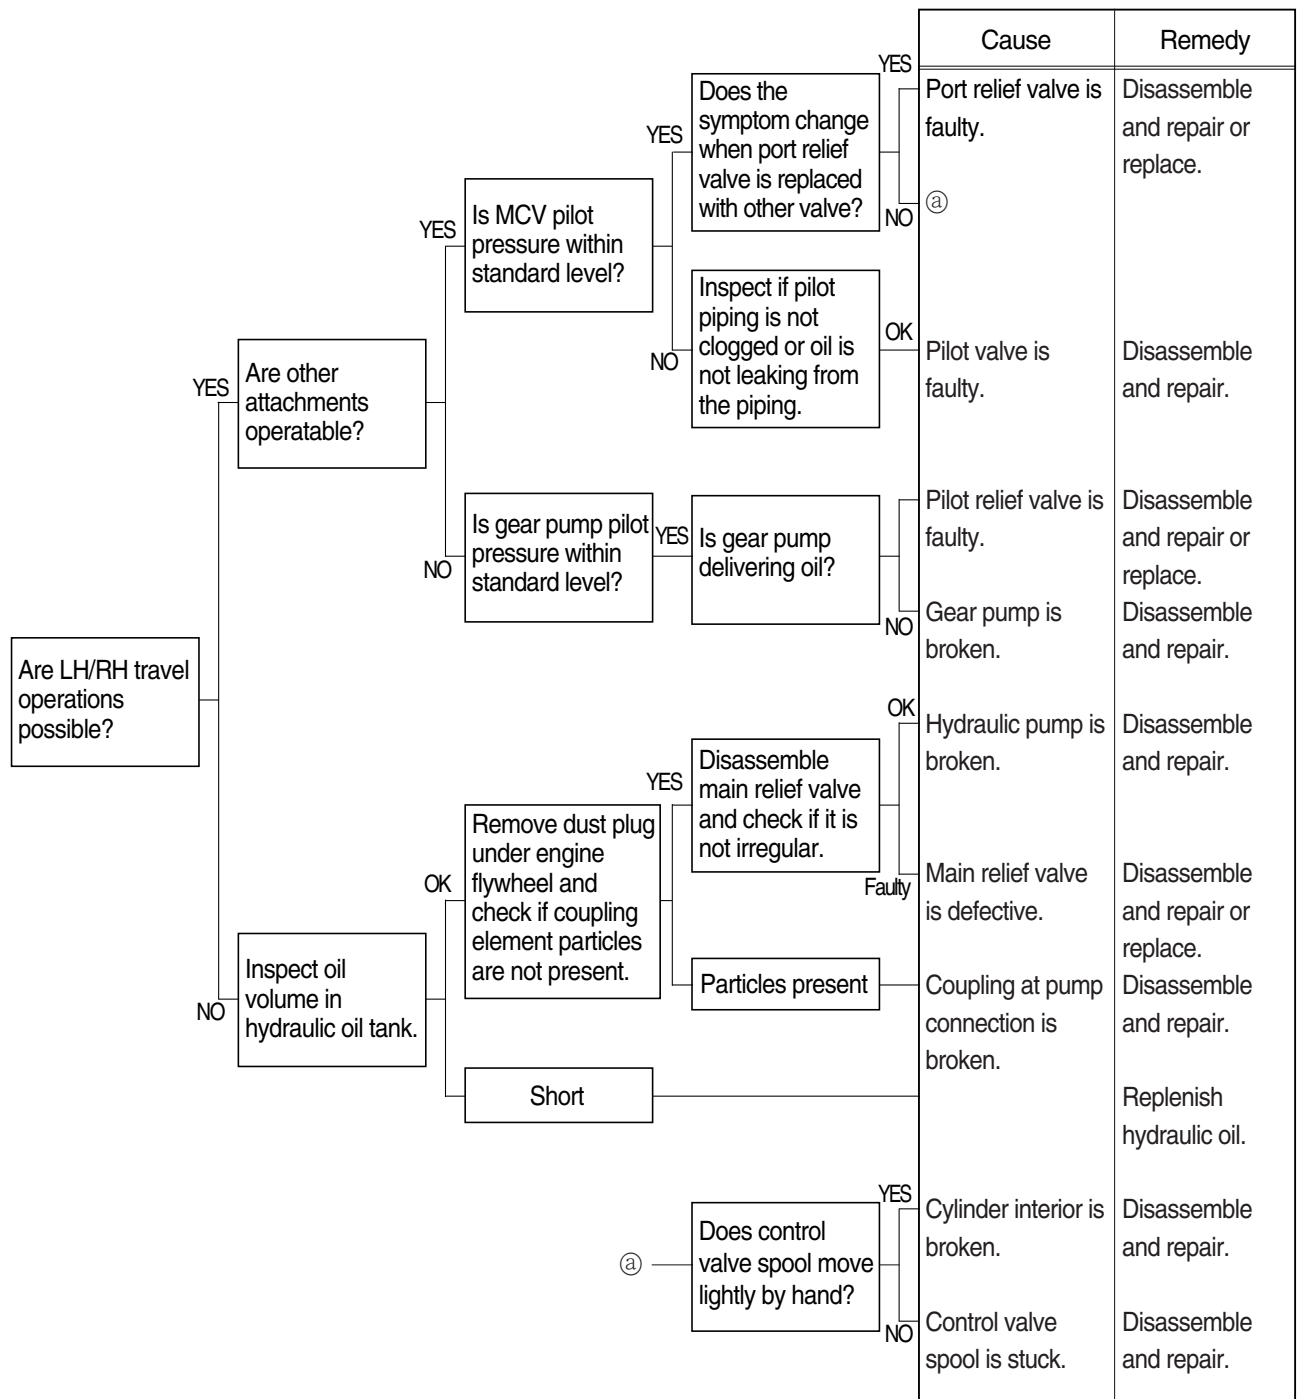 Cause
Remedy
YES
Does the
symptom change
when port relief
valve is replaced
with other valve?
Port relief valve is
faulty.
Disassemble
and repair or
replace.
YES
NO
ⓐ
YES
Is MCV pilot
pressure within
standard level?
NO
Inspect if pilot
piping is not
clogged or oil is
not leaking from
the piping.
OK
Pilot valve is
faulty.
Disassemble
and repair.
YES
Are other
attachments
operatable?
NO
Is gear pump pilot
pressure within
standard level?
YES
Is gear pump
delivering oil?
Pilot relief valve is
faulty.
Disassemble
and repair or
replace.
NO
Gear pump is
broken.
Disassemble
and repair.
Are LH/RH travel
operations
possible?
OK
Hydraulic pump is
broken.
Disassemble
and repair.
YES
Disassemble
main relief valve
and check if it is
not irregular.
Faulty
Main relief valve
is defective.
Disassemble
and repair or
replace.
OK
Remove dust plug
under engine
flywheel and
check if coupling
element particles
are not present.
NO
Inspect oil
volume in
hydraulic oil tank.
Particles present
Coupling at pump
connection is
broken.
Disassemble
and repair.
Short
Replenish
hydraulic oil.
ⓐ
Does control
valve spool move
lightly by hand?
YES
Cylinder interior is
broken.
Disassemble
and repair.
NO
Control valve
spool is stuck.
Disassemble
and repair.